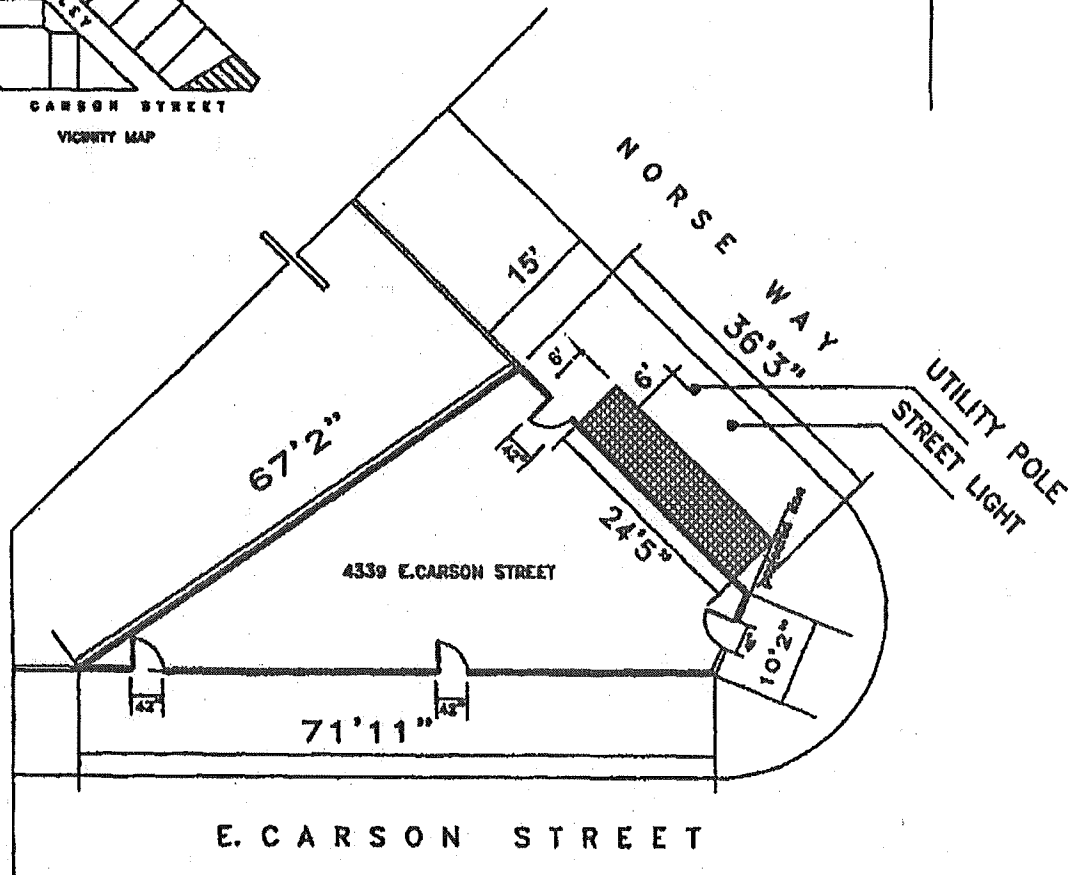 CARSON STREET
VICINITY MAP
NORSE WAY
15'
36'3"
6'
6'
UTILITY POLE
STREET LIGHT
67'2"
42"
24'5"
4339 E.CARSON STREET
10'2"
42"
42"
71'11"
E. CARSON STREET